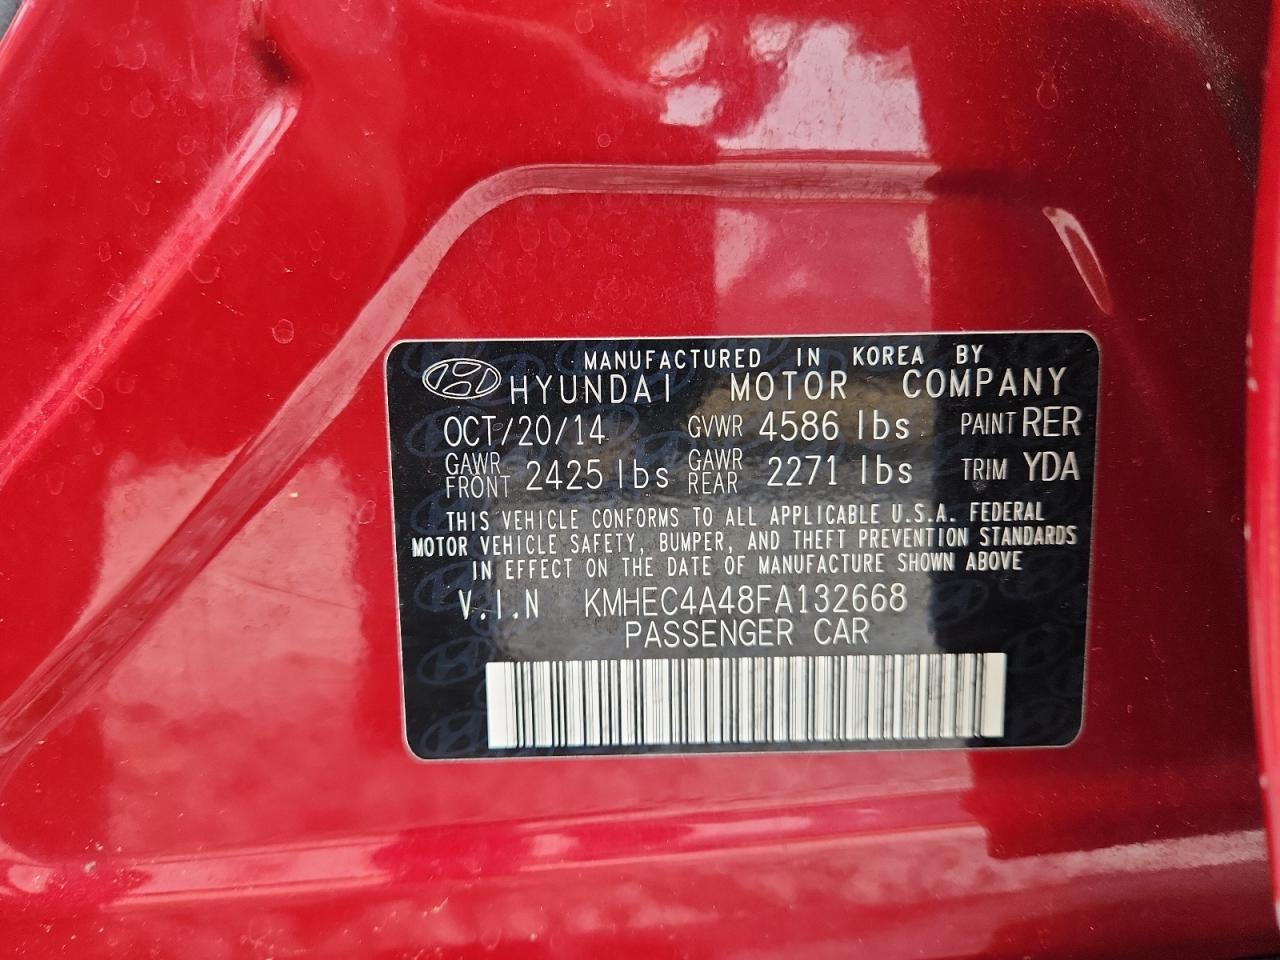 MANUFACTURED IN KOREA BY
HYUNDAI MOTOR COMPANY
OCT/20/14 GVWR 4586 lbs PAINT RER
GAWR FRONT 2425 lbs GAWR REAR 2271 lbs TRIM YDA
THIS VEHICLE CONFORMS TO ALL APPLICABLE U.S.A. FEDERAL
MOTOR VEHICLE SAFETY, BUMPER, AND THEFT PREVENTION STANDARDS
IN EFFECT ON THE DATE OF MANUFACTURE SHOWN ABOVE
V.I.N KMHEC4A48FA132668
PASSENGER CAR